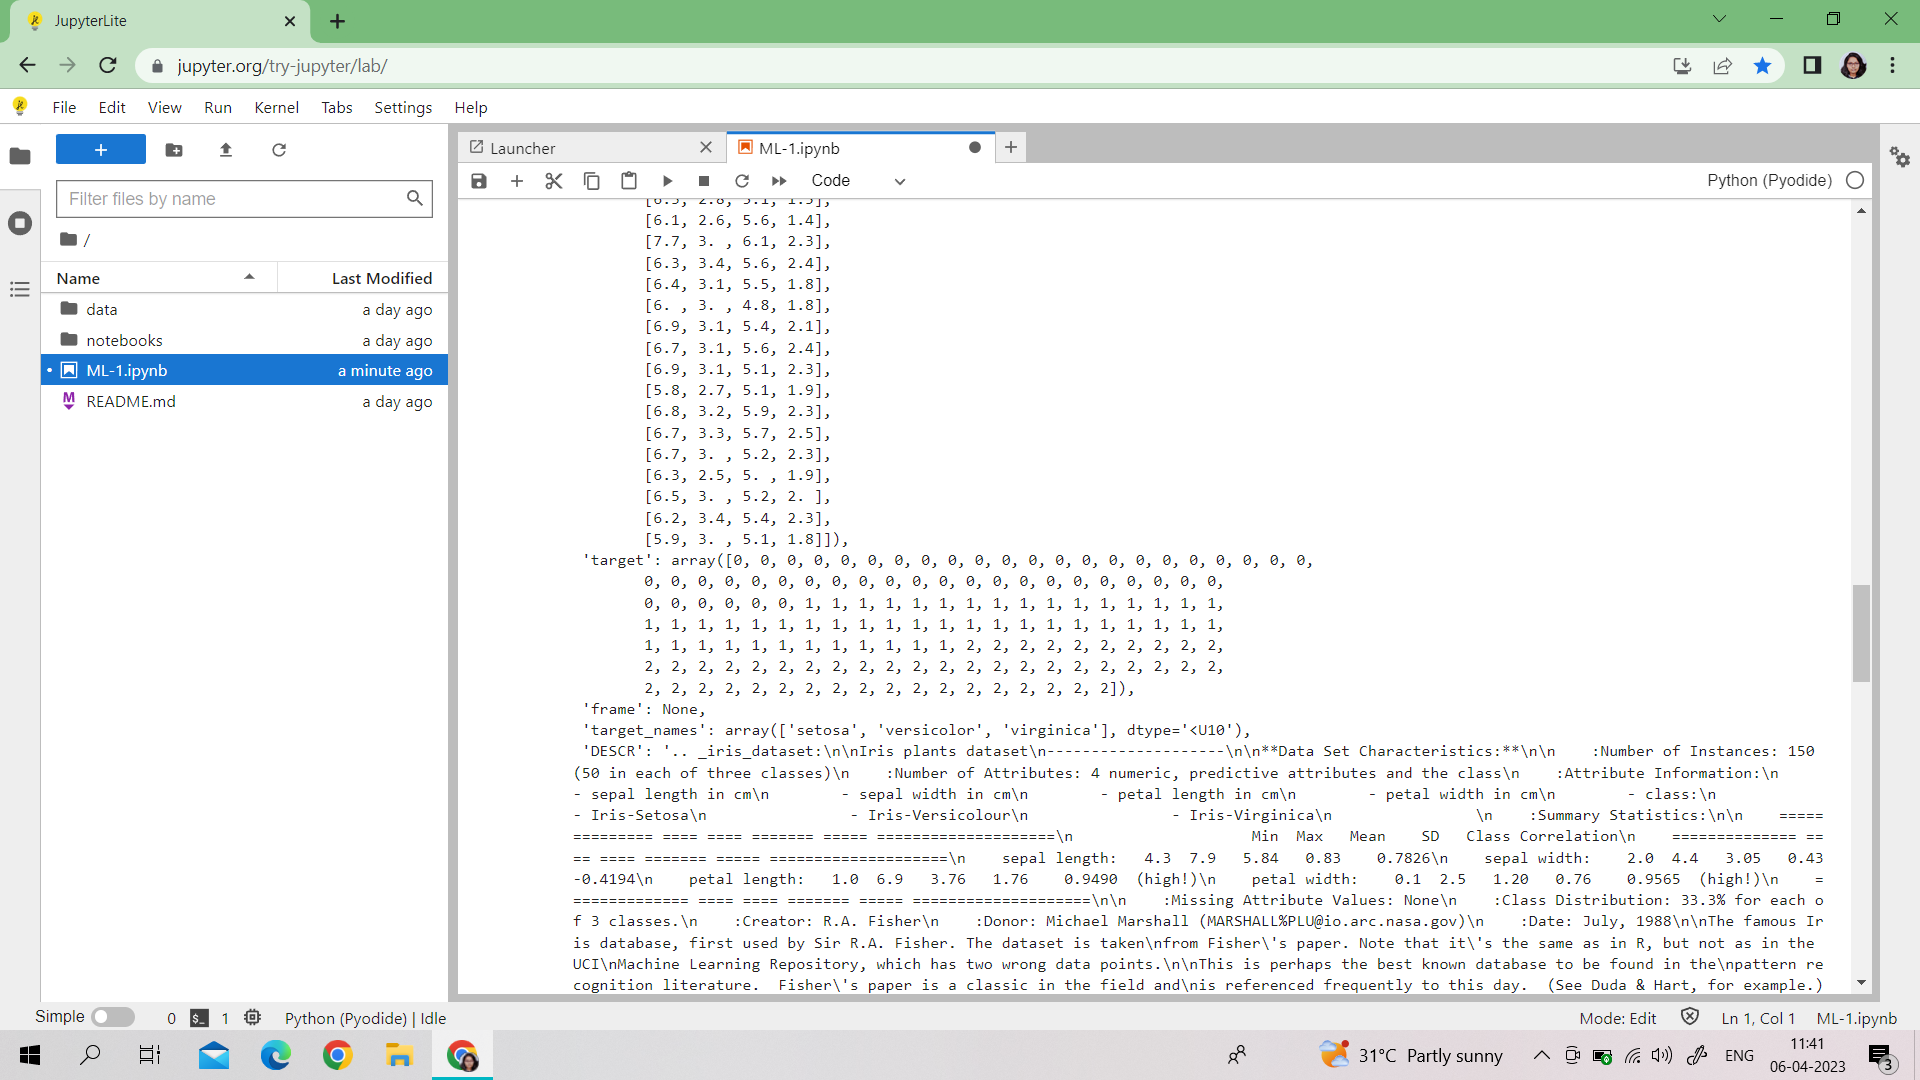 JupyterLite
jupyter.org/try-jupyter/lab/
File Edit View Run Kernel Tabs Settings Help
Launcher
ML-1.ipynb
Filter files by name
Code
Python (Pyodide)
/
Name Last Modified
data a day ago
notebooks a day ago
ML-1.ipynb a minute ago
README.md a day ago
[6.3, 2.8, 5.1, 1.5],
[6.1, 2.6, 5.6, 1.4],
[7.7, 3. , 6.1, 2.3],
[6.3, 3.4, 5.6, 2.4],
[6.4, 3.1, 5.5, 1.8],
[6. , 3. , 4.8, 1.8],
[6.9, 3.1, 5.4, 2.1],
[6.7, 3.1, 5.6, 2.4],
[6.9, 3.1, 5.1, 2.3],
[5.8, 2.7, 5.1, 1.9],
[6.8, 3.2, 5.9, 2.3],
[6.7, 3.3, 5.7, 2.5],
[6.7, 3. , 5.2, 2.3],
[6.3, 2.5, 5. , 1.9],
[6.5, 3. , 5.2, 2. ],
[6.2, 3.4, 5.4, 2.3],
[5.9, 3. , 5.1, 1.8]]),
'target': array([0, 0, 0, 0, 0, 0, 0, 0, 0, 0, 0, 0, 0, 0, 0, 0, 0, 0, 0, 0, 0, 0,
0, 0, 0, 0, 0, 0, 0, 0, 0, 0, 0, 0, 0, 0, 0, 0, 0, 0, 0, 0, 0, 0,
0, 0, 0, 0, 0, 0, 1, 1, 1, 1, 1, 1, 1, 1, 1, 1, 1, 1, 1, 1, 1, 1,
1, 1, 1, 1, 1, 1, 1, 1, 1, 1, 1, 1, 1, 1, 1, 1, 1, 1, 1, 1, 1, 1,
1, 1, 1, 1, 1, 1, 1, 1, 1, 1, 1, 1, 2, 2, 2, 2, 2, 2, 2, 2, 2, 2,
2, 2, 2, 2, 2, 2, 2, 2, 2, 2, 2, 2, 2, 2, 2, 2, 2, 2, 2, 2, 2, 2,
2, 2, 2, 2, 2, 2, 2, 2, 2, 2, 2, 2, 2, 2, 2, 2, 2, 2]),
'frame': None,
'target_names': array(['setosa', 'versicolor', 'virginica'], dtype='<U10'),
'DESCR': '.. _iris_dataset:\n\nIris plants dataset\n--------------------\n\n**Data Set Characteristics:**\n\n    :Number of Instances: 150
(50 in each of three classes)\n    :Number of Attributes: 4 numeric, predictive attributes and the class\n    :Attribute Information:\n
- sepal length in cm\n        - sepal width in cm\n        - petal length in cm\n        - petal width in cm\n        - class:\n
- Iris-Setosa\n                - Iris-Versicolour\n                - Iris-Virginica\n                \n    :Summary Statistics:\n\n    =====
========= ==== ==== ======= ===== ====================\n                    Min  Max   Mean    SD   Class Correlation\n    ============== ==
== ==== ======= ===== ====================\n    sepal length:   4.3  7.9   5.84   0.83    0.7826\n    sepal width:    2.0  4.4   3.05   0.43
-0.4194\n    petal length:   1.0  6.9   3.76   1.76    0.9490  (high!)\n    petal width:    0.1  2.5   1.20   0.76    0.9565  (high!)\n    =
============= ==== ==== ======= ===== ====================\n\n    :Missing Attribute Values: None\n    :Class Distribution: 33.3% for each o
f 3 classes.\n    :Creator: R.A. Fisher\n    :Donor: Michael Marshall (MARSHALL%PLU@io.arc.nasa.gov)\n    :Date: July, 1988\n\nThe famous Ir
is database, first used by Sir R.A. Fisher. The dataset is taken\nfrom Fisher\'s paper. Note that it\'s the same as in R, but not as in the
UCI\nMachine Learning Repository, which has two wrong data points.\n\nThis is perhaps the best known database to be found in the\npattern re
cognition literature.  Fisher\'s paper is a classic in the field and\nis referenced frequently to this day.  (See Duda & Hart, for example.)
Simple 0 1 Python (Pyodide) | Idle
Mode: Edit Ln 1, Col 1 ML-1.ipynb
31°C Partly sunny
ENG
11:41
06-04-2023
3